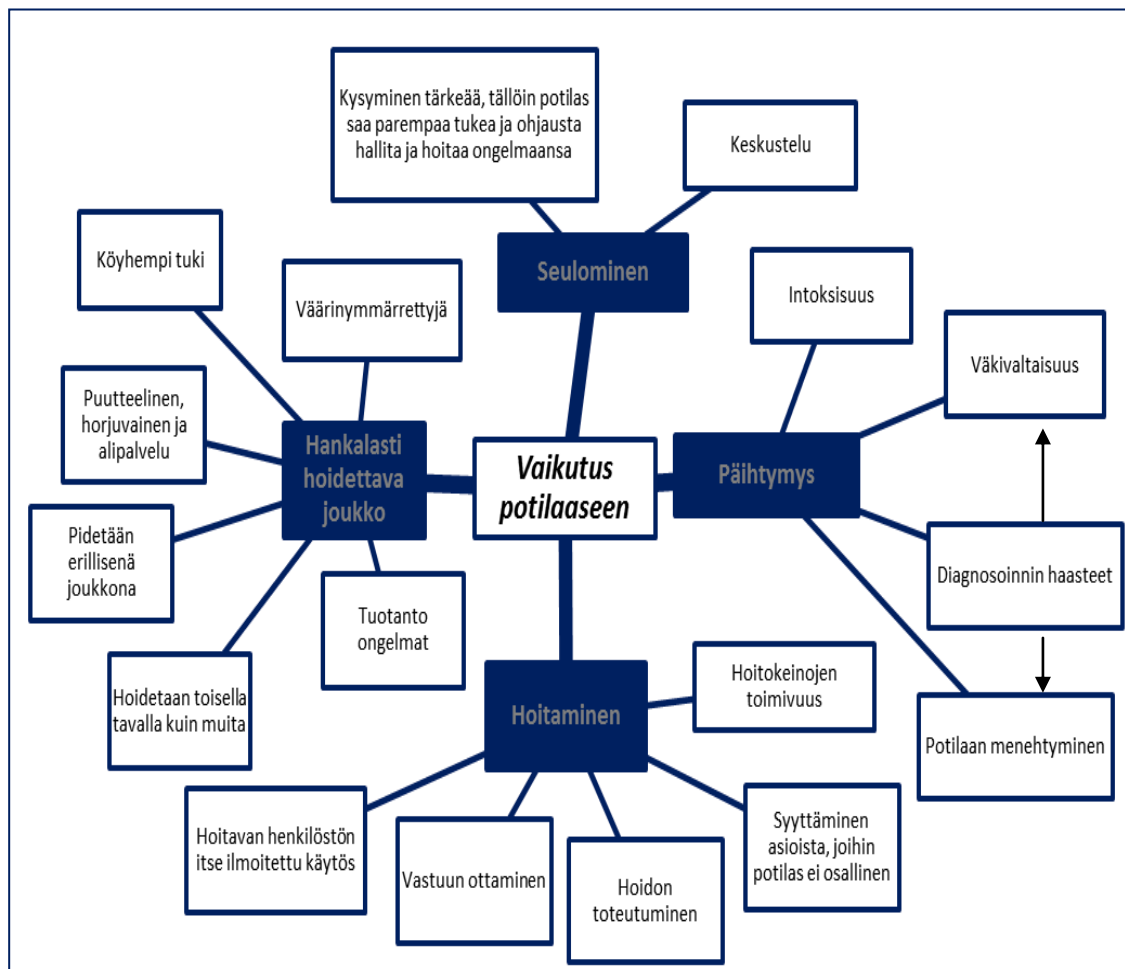 Kysyminen tärkeää, tällöin potilas
saa parempaa tukea ja ohjausta
hallita ja hoitaa ongelmaansa
Keskustelu
Seulominen
Köyhempi tuki
Väärinymmärrettyjä
Puutteelinen,
horjuvainen ja
alipalvelu
Hankalasti
hoidettava
joukko
Pidetään
erillisenä
joukkona
Hoidetaan toisella
tavalla kuin muita
Tuotanto
ongelmat
Vaikutus
potilaaseen
Intoksisuus
Väkivaltaisuus
Päihtymys
Diagnosoinnin haasteet
Potilaan menehtyminen
Hoitaminen
Hoitokeinojen
toimivuus
Hoitavan henkilöstön
itse ilmoitettu käytös
Vastuun ottaminen
Hoidon
toteutuminen
Syyttäminen
asioista, joihin
potilas ei osallinen